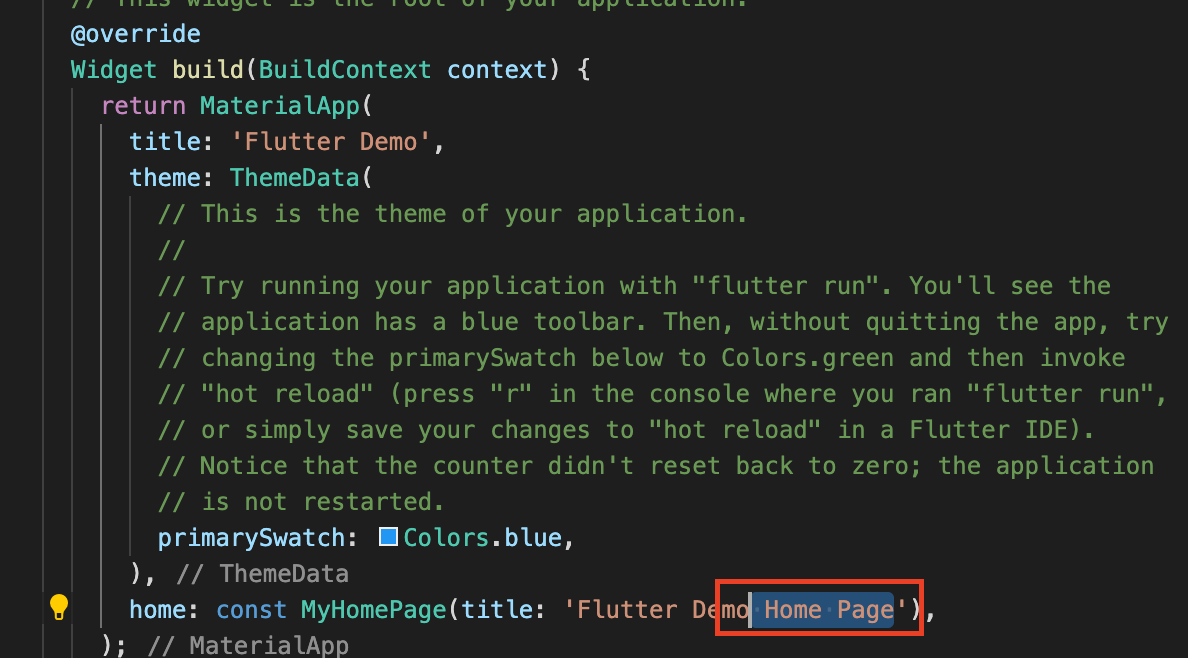 // This widget is the root of your application.
@override
Widget build(BuildContext context) {
return MaterialApp(
title: 'Flutter Demo',
theme: ThemeData(
// This is the theme of your application.
//
// Try running your application with "flutter run". You'll see the
// application has a blue toolbar. Then, without quitting the app, try
// changing the primarySwatch below to Colors.green and then invoke
// "hot reload" (press "r" in the console where you ran "flutter run",
// or simply save your changes to "hot reload" in a Flutter IDE).
// Notice that the counter didn't reset back to zero; the application
// is not restarted.
primarySwatch: Colors.blue,
), // ThemeData
home: const MyHomePage(title: 'Flutter Demo Home Page'),
); // MaterialApp